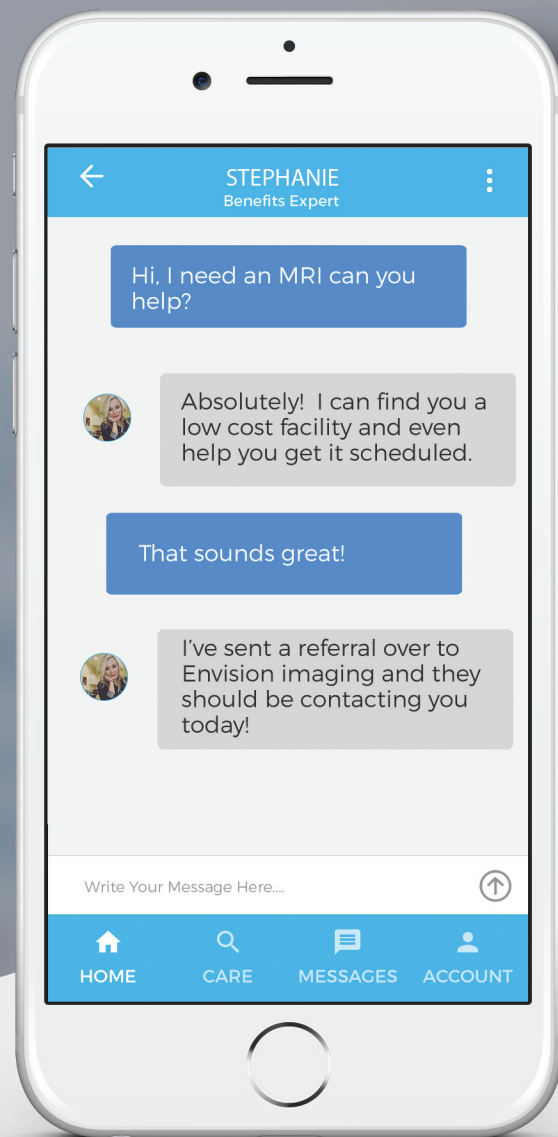 STEPHANIE
Benefits Expert
Hi, I need an MRI can you
help?
Absolutely!  I can find you a
low cost facility and even
help you get it scheduled.
That sounds great!
I’ve sent a referral over to
Envision imaging and they
should be contacting you
today!
Write Your Message Here....
HOME
CARE
MESSAGES
ACCOUNT